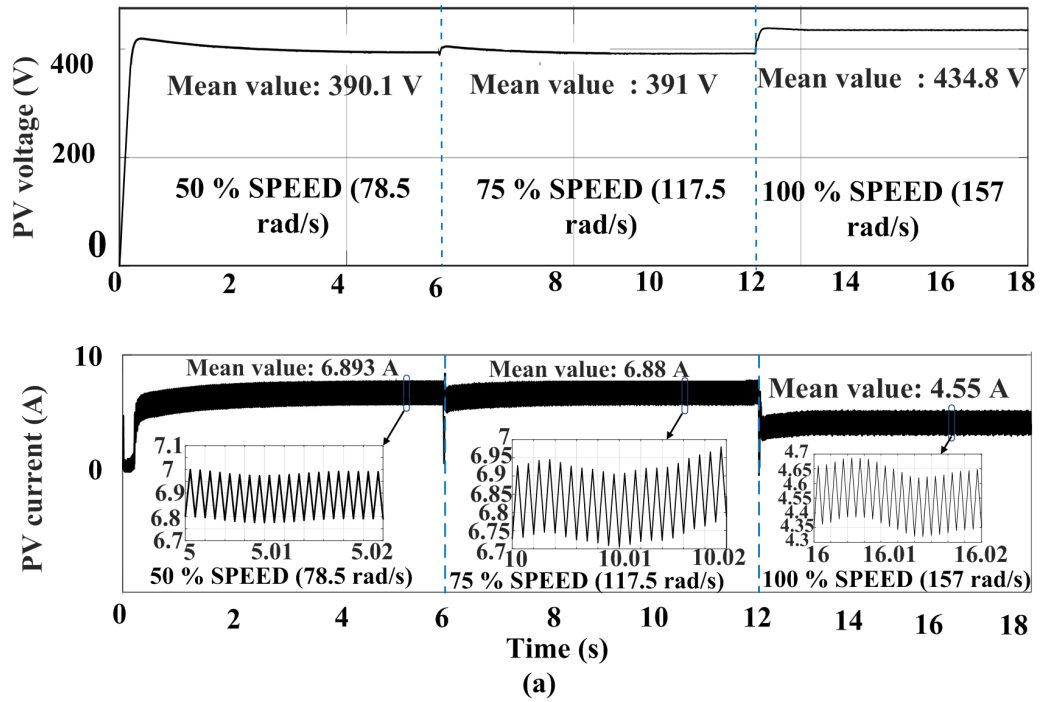 PV voltage (V)
400
200
0
Mean value: 390.1 V
Mean value : 391 V
Mean value : 434.8 V
50 % SPEED (78.5
rad/s)
75 % SPEED (117.5
rad/s)
100 % SPEED (157
rad/s)
0 2 4 6 8 10 12 14 16 18
PV current (A)
10
0
Mean value: 6.893 A
Mean value: 6.88 A
Mean value: 4.55 A
7.1
7
6.9
6.8
6.7
5 5.01 5.02
7
6.95
6.9
6.85
6.8
6.75
6.7
10 10.01 10.02
4.7
4.65
4.6
4.55
4.5
4.45
4.4
4.35
4.3
16 16.01 16.02
50 % SPEED (78.5 rad/s)
75 % SPEED (117.5 rad/s)
100 % SPEED (157 rad/s)
0 2 4 6 8 10 12 14 16 18
Time (s)
(a)